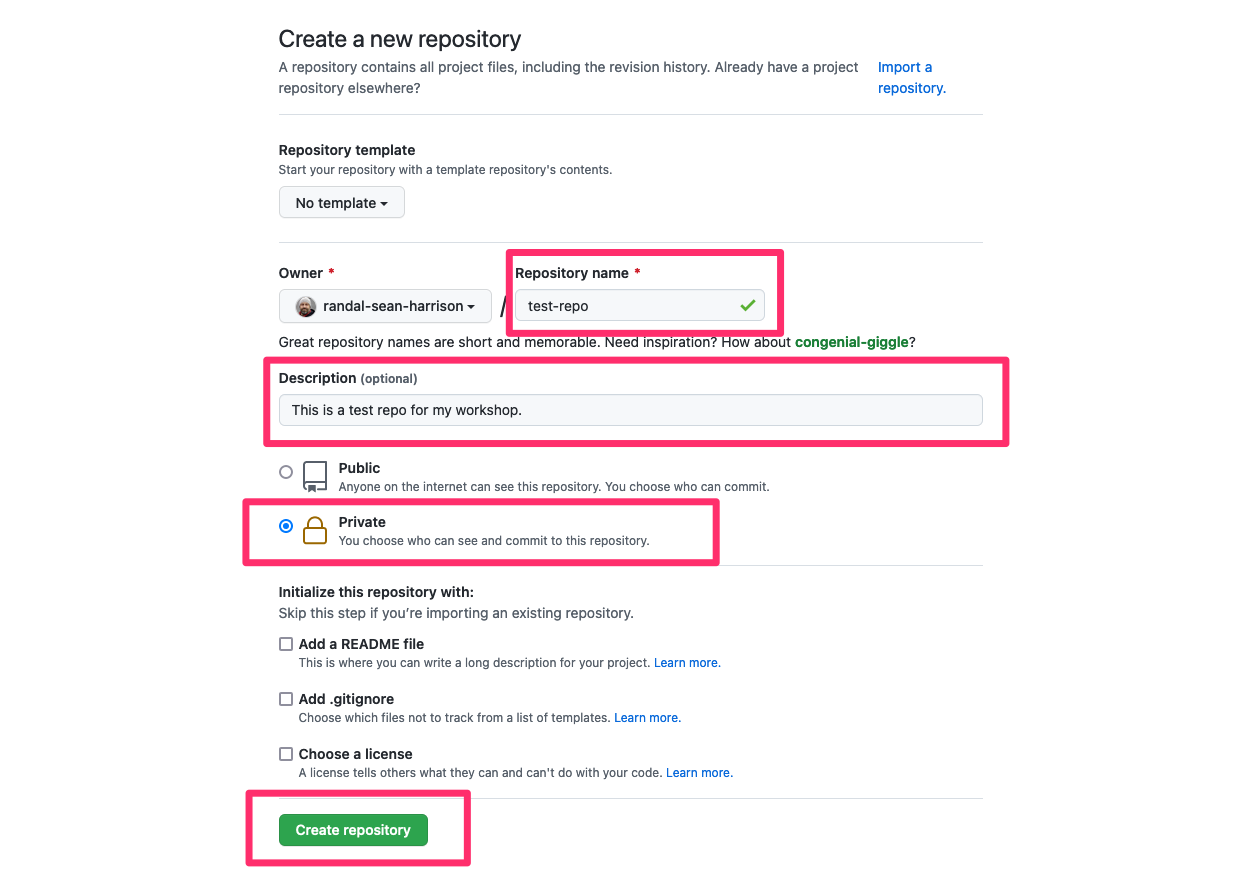 Create a new repository
A repository contains all project files, including the revision history. Already have a project
repository elsewhere?
Import a
repository.
Repository template
Start your repository with a template repository's contents.
No template
Owner *
Repository name *
randal-sean-harrison
/
test-repo
Great repository names are short and memorable. Need inspiration? How about congenial-giggle?
Description (optional)
This is a test repo for my workshop.
Public
Anyone on the internet can see this repository. You choose who can commit.
Private
You choose who can see and commit to this repository.
Initialize this repository with:
Skip this step if you’re importing an existing repository.
Add a README file
This is where you can write a long description for your project. Learn more.
Add .gitignore
Choose which files not to track from a list of templates. Learn more.
Choose a license
A license tells others what they can and can't do with your code. Learn more.
Create repository